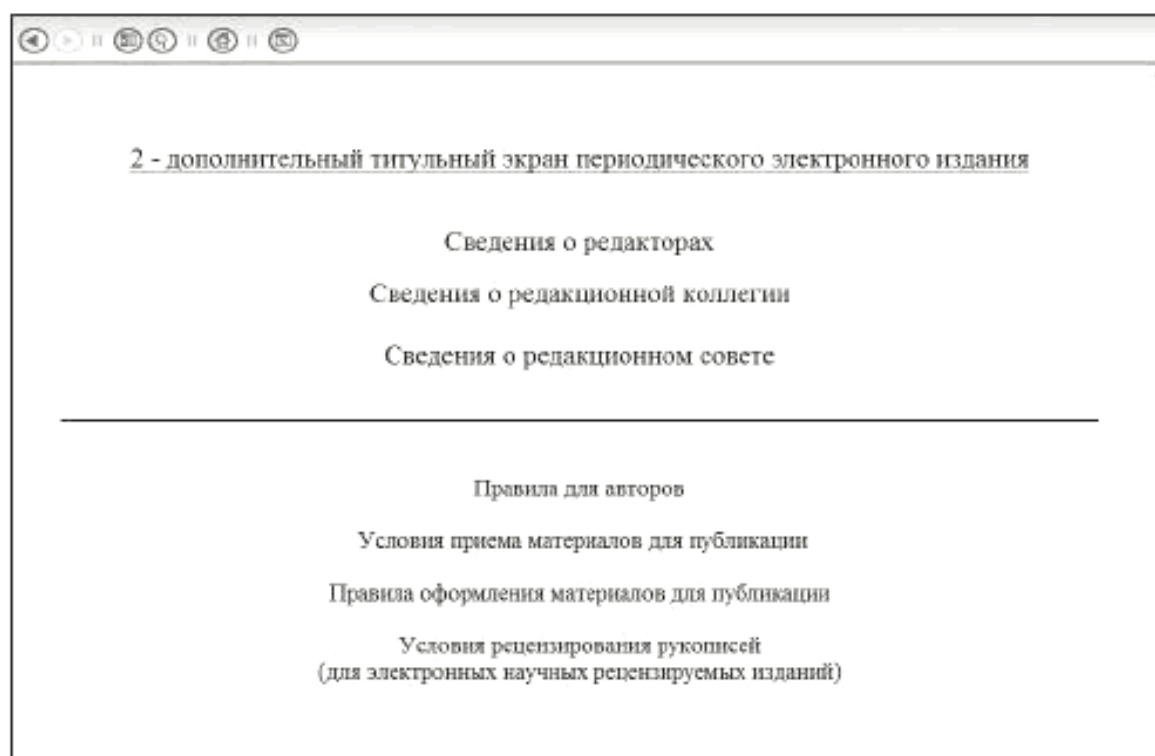 2 - дополнительный титульный экран периодического электронного издания
Сведения о редакторах
Сведения о редакционной коллегии
Сведения о редакционном совете
Правила для авторов
Условия приема материалов для публикации
Правила оформления материалов для публикации
Условия рецензирования рукописей
(для электронных научных рецензируемых изданий)